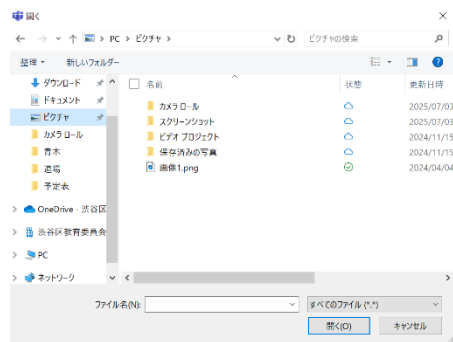 開く
PC > ピクチャ >
ピクチャの検索
整理 新しいフォルダー
ダウンロード
ドキュメント
ピクチャ
カメラ ロール
青木
道場
予定表
OneDrive - 渋谷区
渋谷区教育委員会
PC
ネットワーク
名前 状態 更新日時
カメラ ロール 2025/07/03
スクリーンショット 2025/07/03
ビデオ プロジェクト 2024/11/15
保存済みの写真 2024/11/15
画像1.png 2024/04/04
ファイル名(N): すべてのファイル (*.*)
開く(O) キャンセル